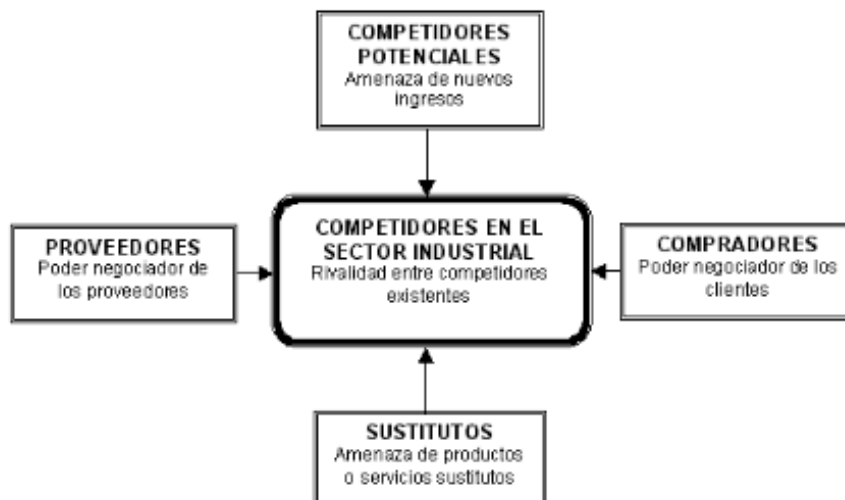 COMPETIDORES
POTENCIALES
Amenaza de nuevos
ingresos
PROVEEDORES
Poder negociador de
los proveedores
COMPETIDORES EN EL
SECTOR INDUSTRIAL
Rivalidad entre competidores
existentes
COMPRADORES
Poder negociador de los
clientes
SUSTITUTOS
Amenaza de productos
o servicios sustitutos